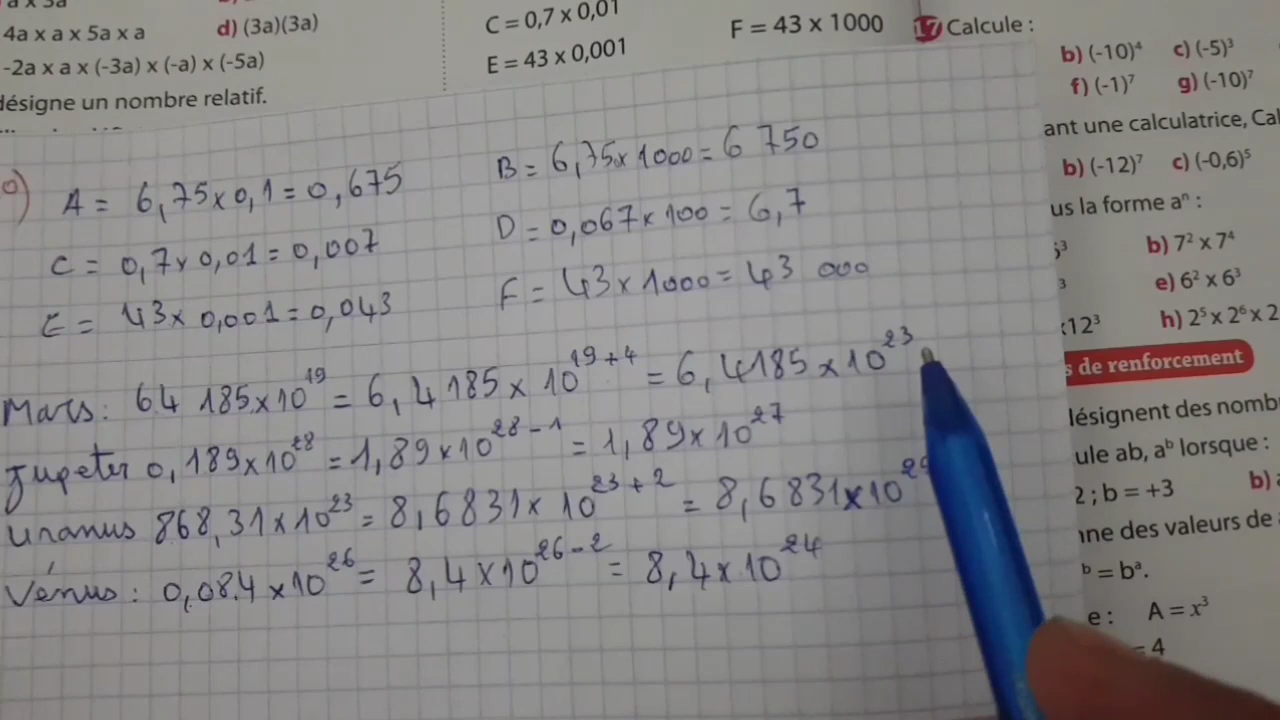 4a x a x 5a x a d) (3a)(3a)
-2a x a x (-3a) x (-a) x (-5a)
désigne un nombre relatif.
C = 0,7 x 0,01
E = 43 x 0,001
F = 43 x 1000
17 Calcule :
b) (-10)⁴ c) (-5)³
f) (-1)⁷ g) (-10)⁷
ant une calculatrice, Cal
b) (-12)⁷ c) (-0,6)⁵
us la forme aⁿ :
b) 7² x 7⁴
e) 6² x 6³
x12³ h) 2⁵ x 2⁶ x 2
s de renforcement
désignent des nomb
ule ab, aᵇ lorsque :
2 ; b = +3 b)
nne des valeurs de
ᵇ = bᵃ.
e : A = x³
= 4
A = 6,75 x 0,1 = 0,675
B = 6,75 x 1000 = 6 750
C = 0,7 x 0,01 = 0,007
D = 0,067 x 100 = 6,7
E = 43 x 0,001 = 0,043
F = 43 x 1000 = 43 000
Mars : 64 185 x 10¹⁹ = 6,4185 x 10¹⁹⁺⁴ = 6,4185 x 10²³
Jupeter 0,189 x 10²⁸ = 1,89 x 10²⁸⁻¹ = 1,89 x 10²⁷
Uranus 868,31 x 10²³ = 8,6831 x 10²³⁺² = 8,6831 x 10
Vénus : 0,084 x 10²⁶ = 8,4 x 10²⁶⁻² = 8,4 x 10²⁴